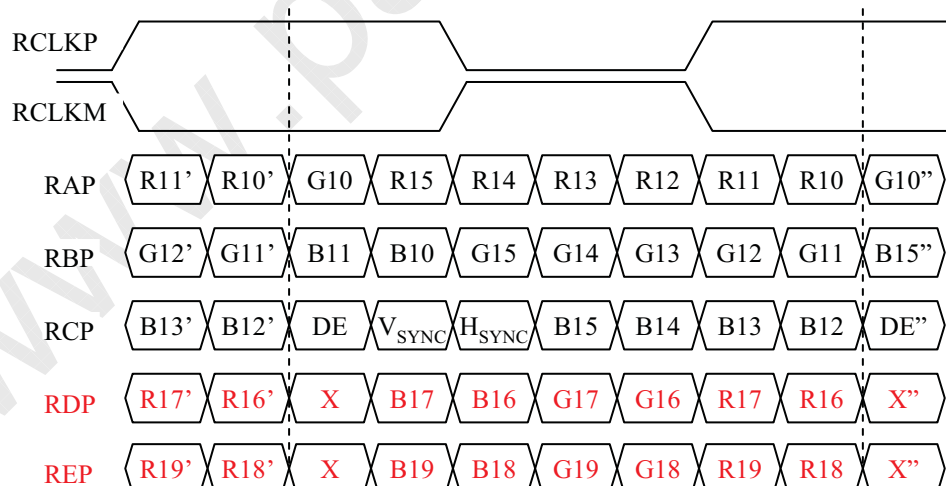 www.pa
RCLKP
RCLKM
RAP R11’ R10’ G10 R15 R14 R13 R12 R11 R10 G10”
RBP G12’ G11’ B11 B10 G15 G14 G13 G12 G11 B15”
RCP B13’ B12’ DE VSYNC HSYNC B15 B14 B13 B12 DE”
RDP R17’ R16’ X B17 B16 G17 G16 R17 R16 X”
REP R19’ R18’ X B19 B18 G19 G18 R19 R18 X”